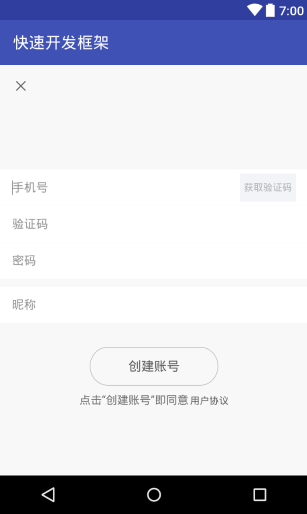 7:00
快速开发框架
手机号
获取验证码
验证码
密码
昵称
创建账号
点击“创建账号”即同意 用户协议